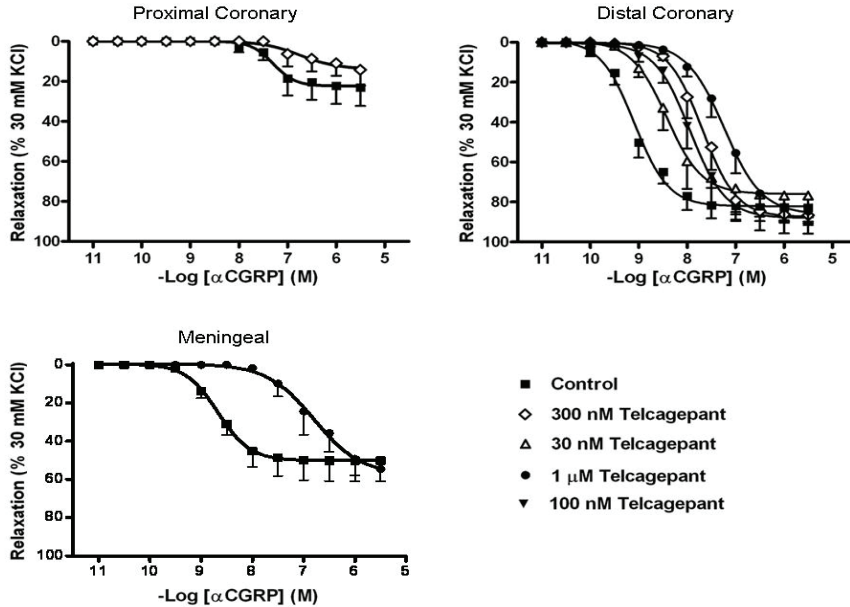 Proximal Coronary
Relaxation (% 30 mM KCl)
0
20
40
60
80
100
11 10 9 8 7 6 5
-Log [αCGRP] (M)
Distal Coronary
Relaxation (% 30 mM KCl)
0
20
40
60
80
100
11 10 9 8 7 6 5
-Log [αCGRP] (M)
Meningeal
Relaxation (% 30 mM KCl)
0
20
40
60
80
100
11 10 9 8 7 6 5
-Log [αCGRP] (M)
Control
300 nM Telcagepant
30 nM Telcagepant
1 μM Telcagepant
100 nM Telcagepant